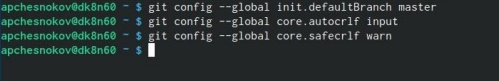 apchesnokov@dk8n60 ~ $ git config --global init.defaultBranch master
apchesnokov@dk8n60 ~ $ git config --global core.autocrlf input
apchesnokov@dk8n60 ~ $ git config --global core.safecrlf warn
apchesnokov@dk8n60 ~ $